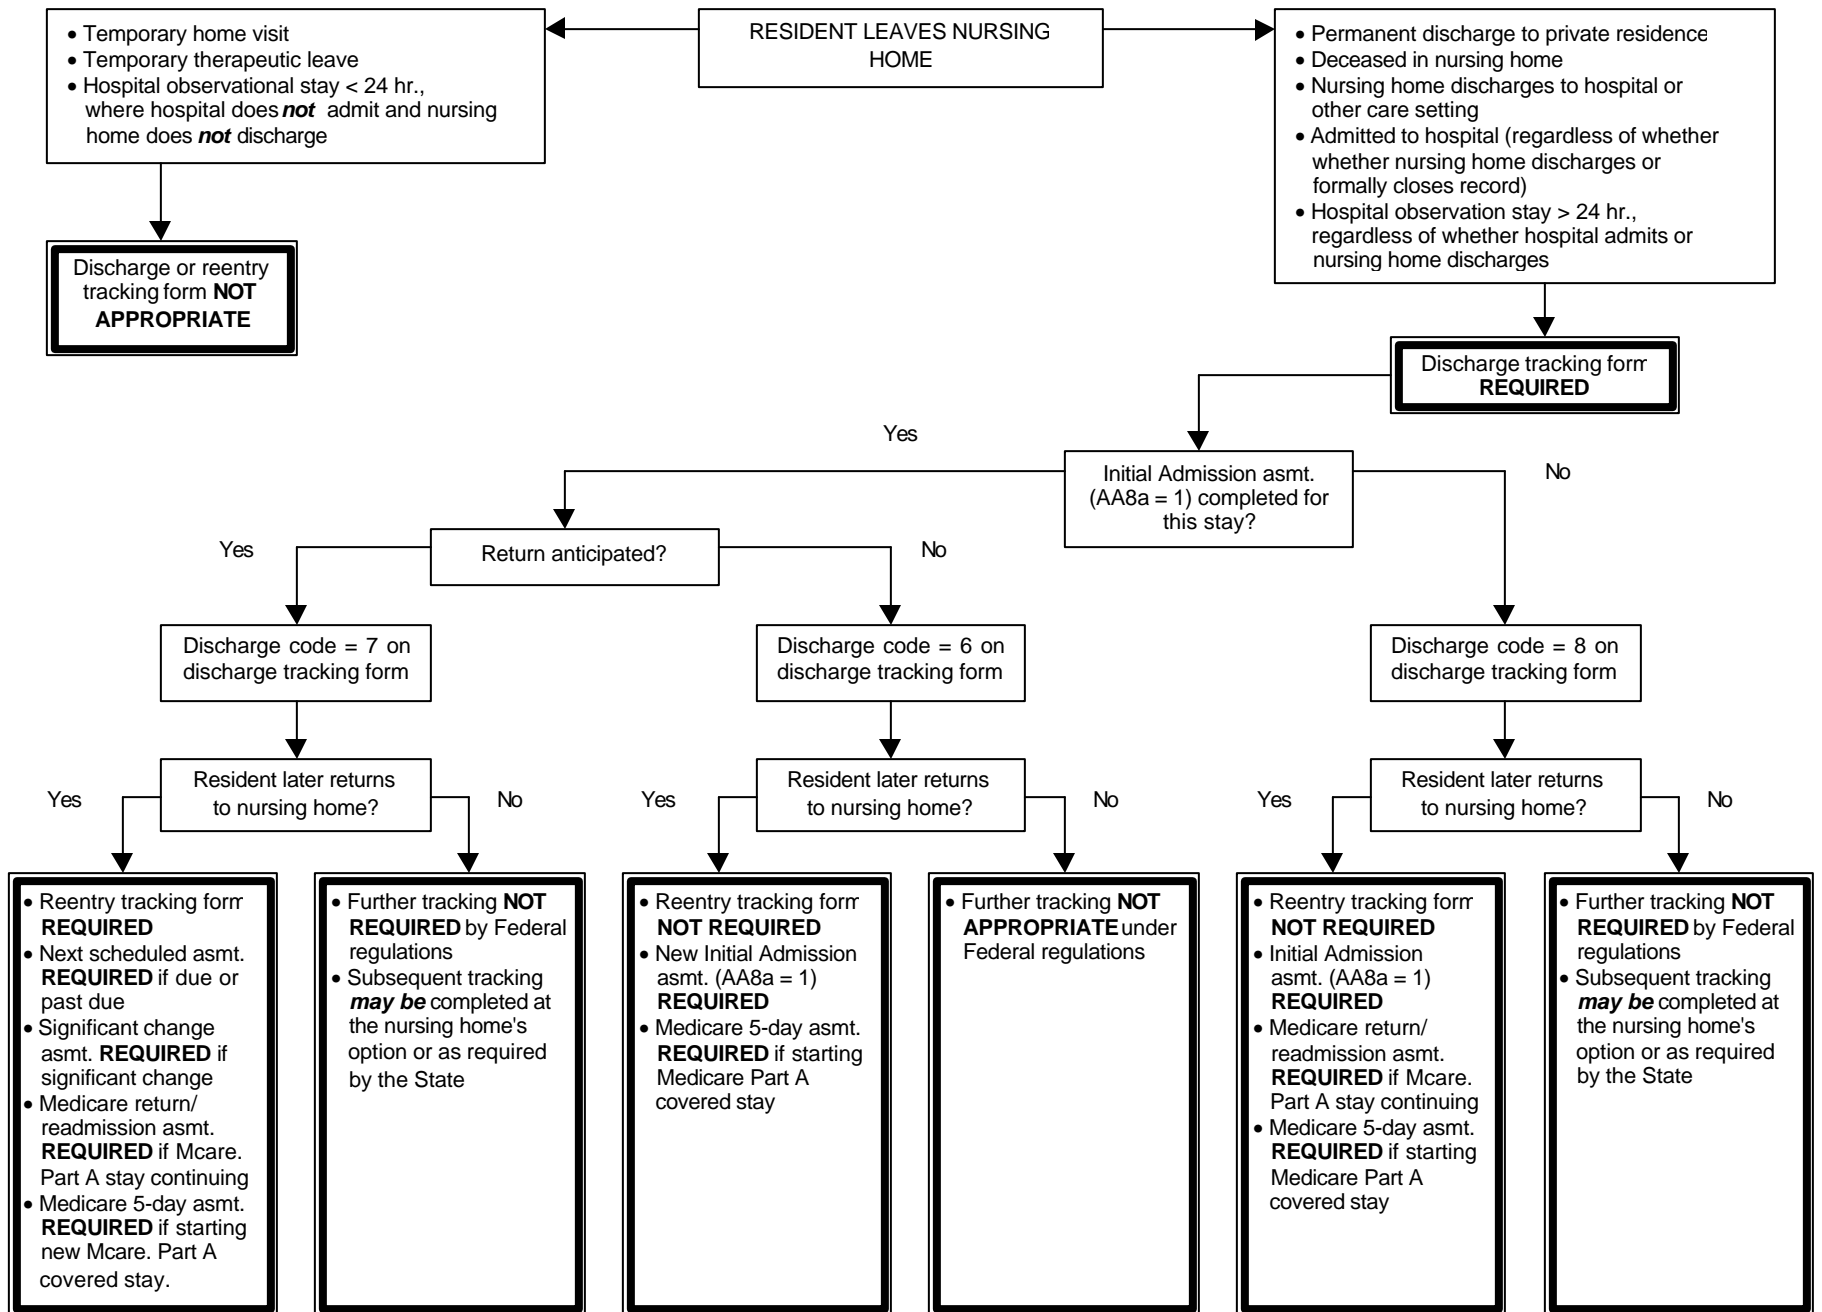 • Temporary home visit
• Temporary therapeutic leave
• Hospital observational stay < 24 hr.,
where hospital does not admit and nursing
home does not discharge
RESIDENT LEAVES NURSING
HOME
• Permanent discharge to private residence
• Deceased in nursing home
• Nursing home discharges to hospital or
other care setting
• Admitted to hospital (regardless of whether
whether nursing home discharges or
formally closes record)
• Hospital observation stay > 24 hr.,
regardless of whether hospital admits or
nursing home discharges
Discharge or reentry
tracking form NOT
APPROPRIATE
Discharge tracking form
REQUIRED
Yes
Initial Admission asmt.
(AA8a = 1) completed for
this stay?
No
Yes
Return anticipated?
No
Discharge code = 7 on
discharge tracking form
Discharge code = 6 on
discharge tracking form
Discharge code = 8 on
discharge tracking form
Yes
Resident later returns
to nursing home?
No
Yes
Resident later returns
to nursing home?
No
Yes
Resident later returns
to nursing home?
No
• Reentry tracking form
REQUIRED
• Next scheduled asmt.
REQUIRED if due or
past due
• Significant change
asmt. REQUIRED if
significant change
• Medicare return/
readmission asmt.
REQUIRED if Mcare.
Part A stay continuing
• Medicare 5-day asmt.
REQUIRED if starting
new Mcare. Part A
covered stay.
• Further tracking NOT
REQUIRED by Federal
regulations
• Subsequent tracking
may be completed at
the nursing home's
option or as required
by the State
• Reentry tracking form
NOT REQUIRED
• New Initial Admission
asmt. (AA8a = 1)
REQUIRED
• Medicare 5-day asmt.
REQUIRED if starting
Medicare Part A
covered stay
• Further tracking NOT
APPROPRIATE under
Federal regulations
• Reentry tracking form
NOT REQUIRED
• Initial Admission
asmt. (AA8a = 1)
REQUIRED
• Medicare return/
readmission asmt.
REQUIRED if Mcare.
Part A stay continuing
• Medicare 5-day asmt.
REQUIRED if starting
Medicare Part A
covered stay
• Further tracking NOT
REQUIRED by Federal
regulations
• Subsequent tracking
may be completed at
the nursing home's
option or as required
by the State